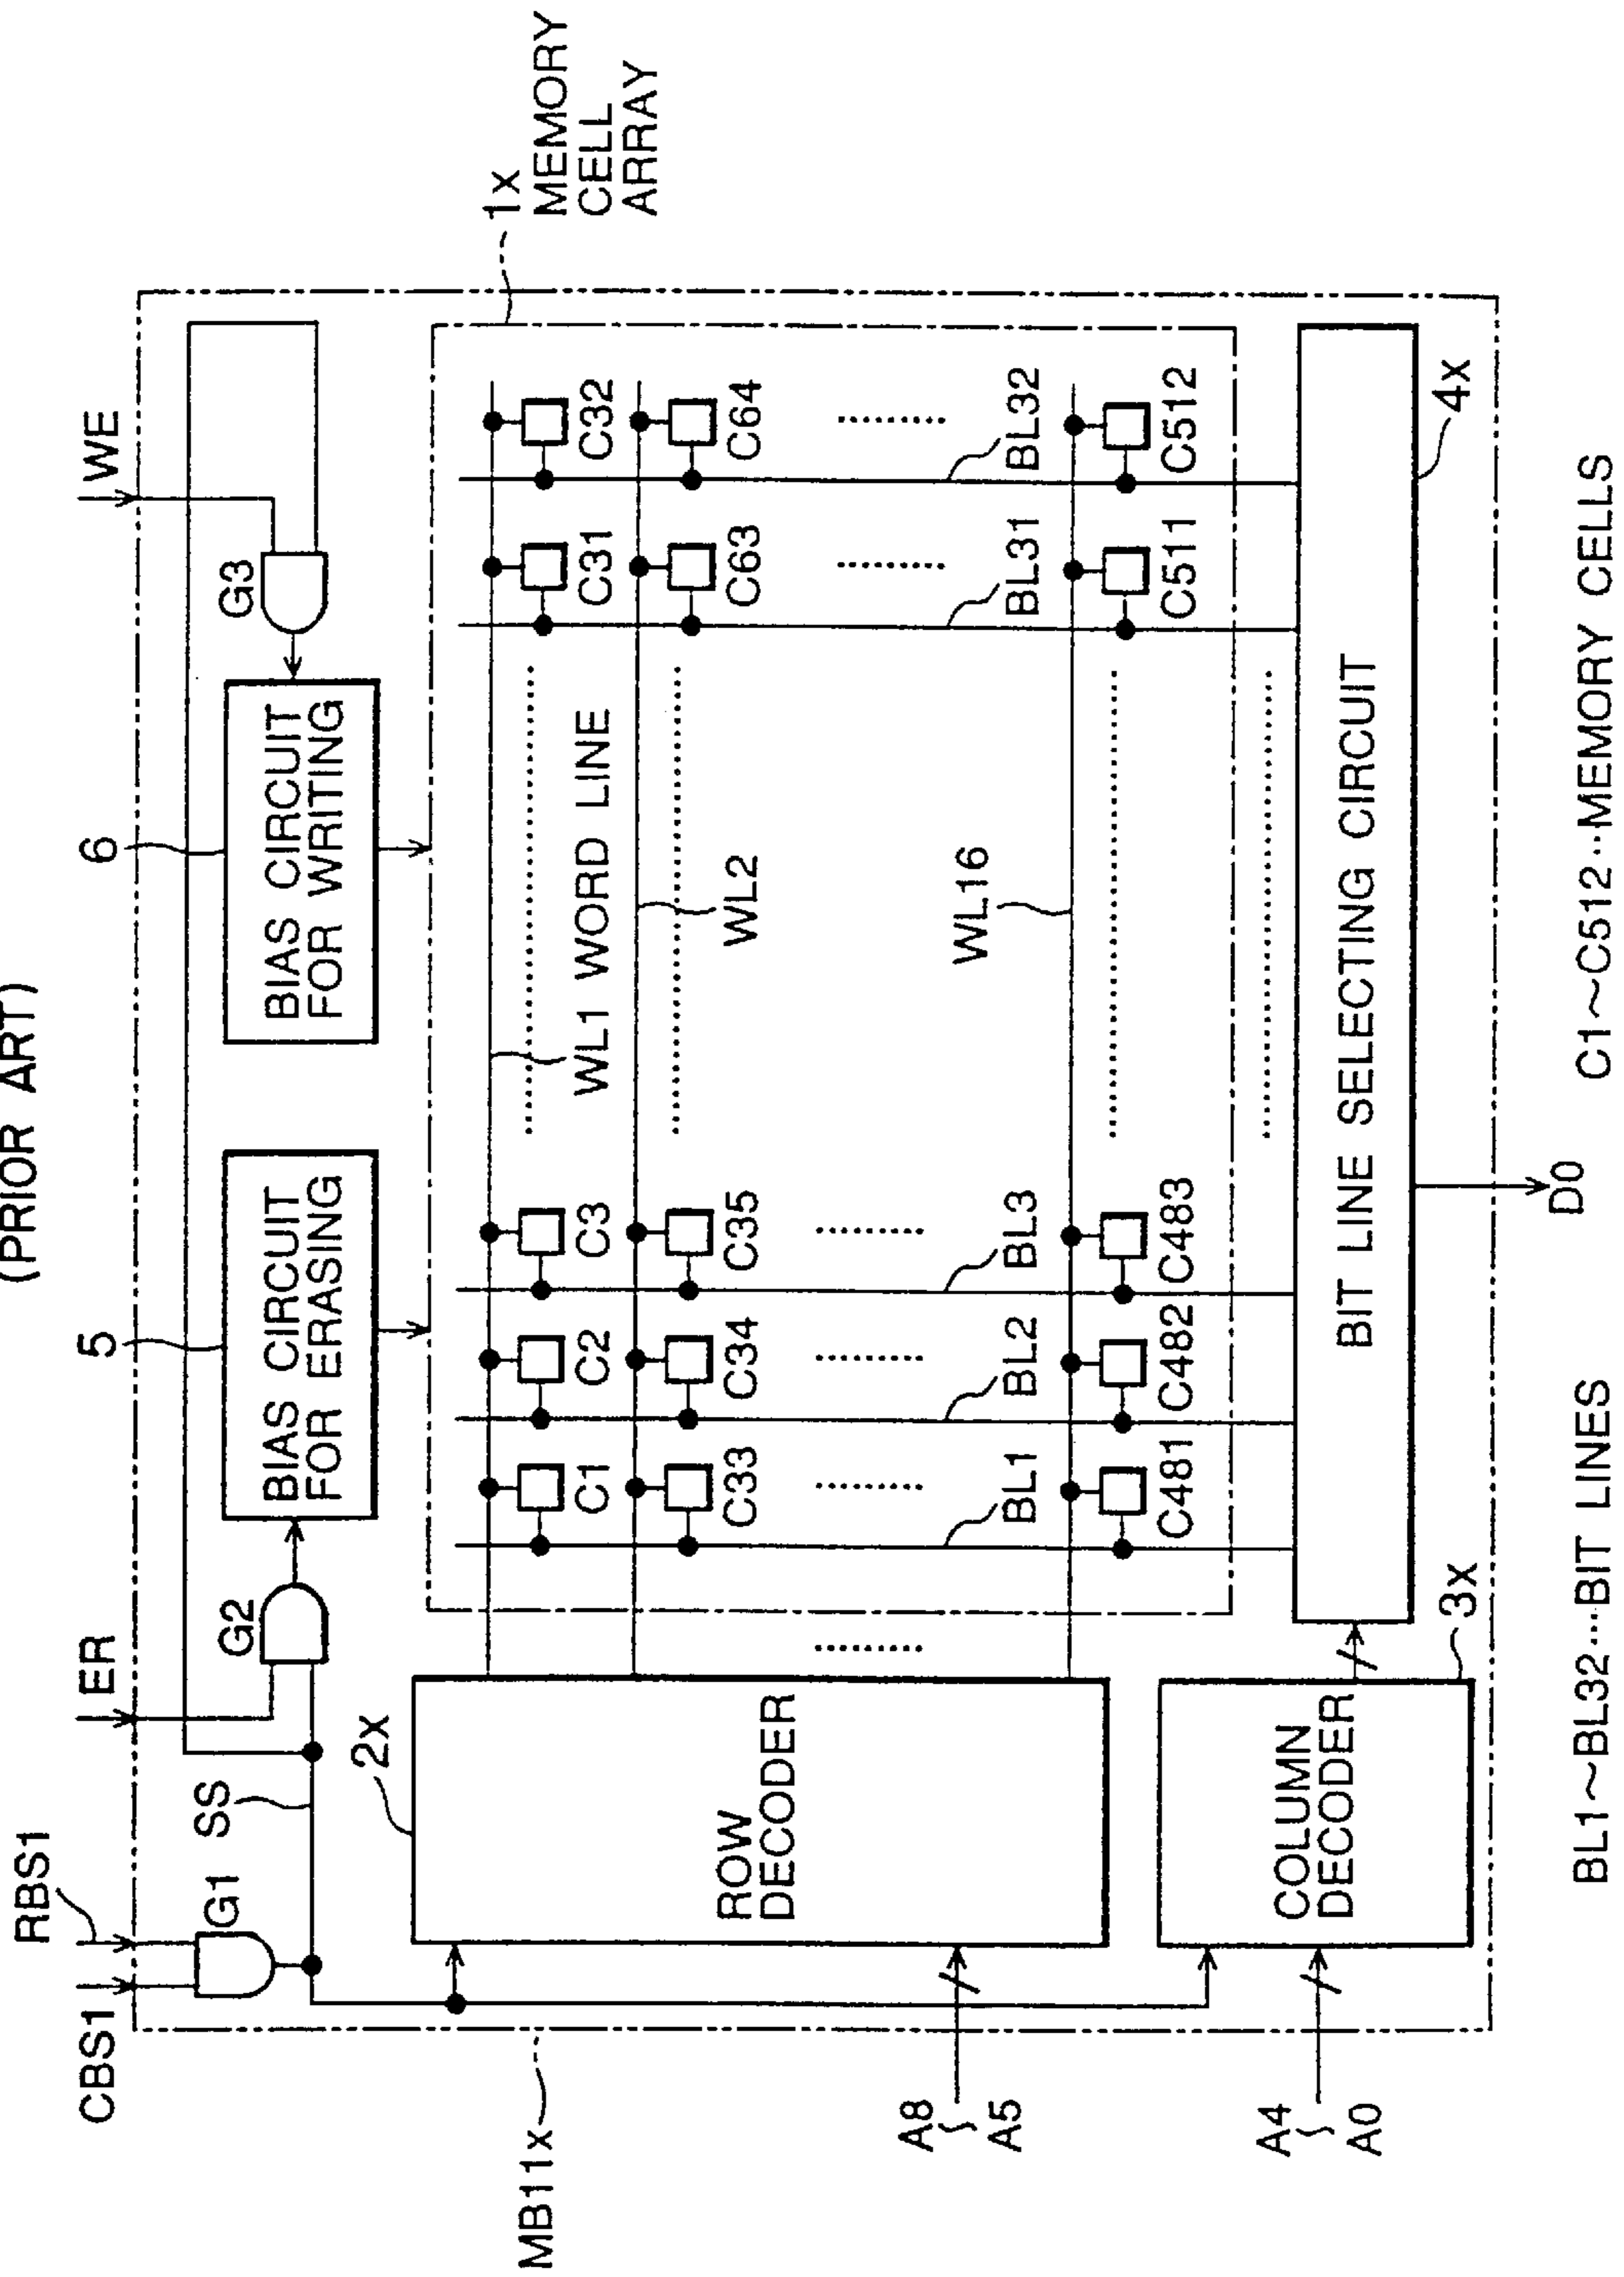 (PRIOR ART)
CBS1
RBS1
ER
WE
G1
SS
G2
5
BIAS CIRCUIT
FOR ERASING
6
BIAS CIRCUIT
FOR WRITING
G3
MB11x
2x
ROW
DECODER
1x
MEMORY
CELL
ARRAY
C1
C2
C3
WL1 WORD LINE
C31
C32
C33
C34
C35
WL2
C63
C64
BL1
BL2
BL3
WL16
BL31
BL32
C481
C482
C483
C511
C512
A8
A5
A4
A0
COLUMN
DECODER
3x
BIT LINE SELECTING CIRCUIT
4x
D0
BL1~BL32...BIT LINES
C1~C512...MEMORY CELLS